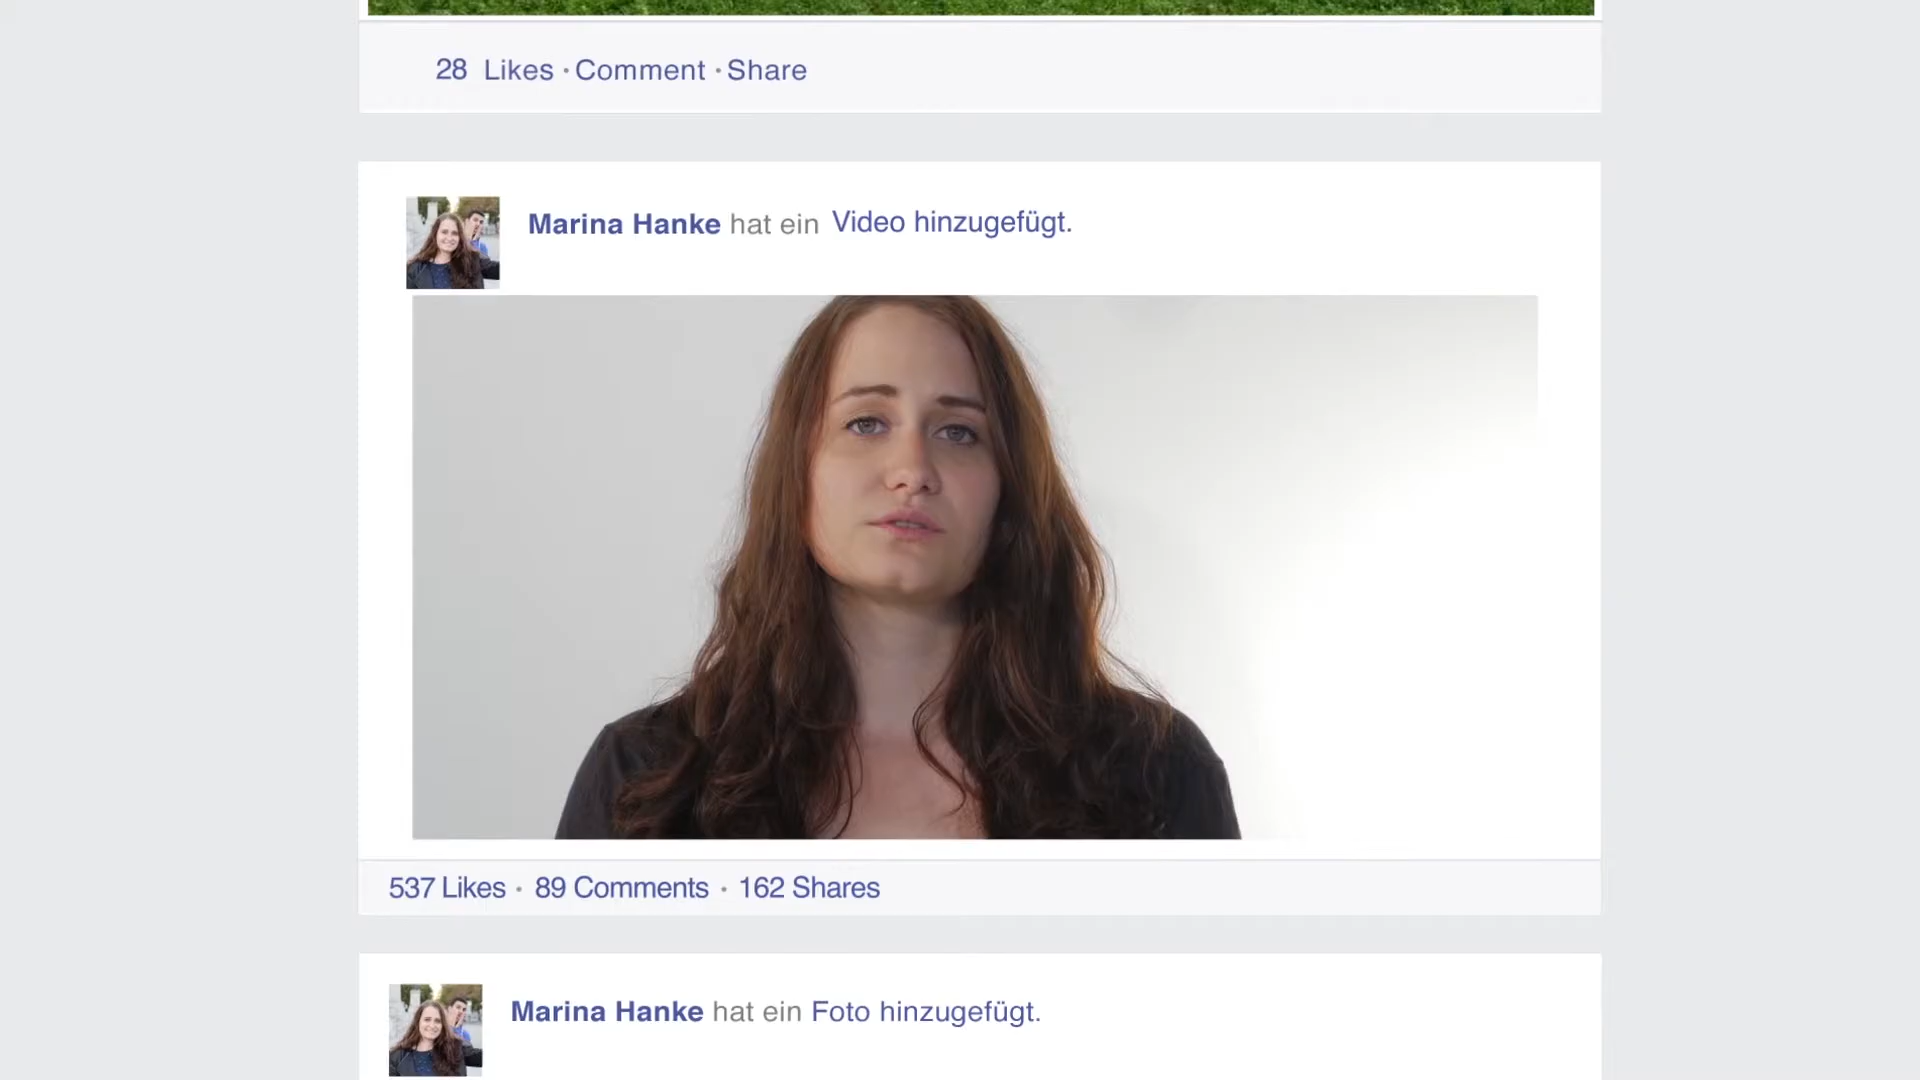 28 Likes · Comment · Share
Marina Hanke hat ein Video hinzugefügt.
537 Likes · 89 Comments · 162 Shares
Marina Hanke hat ein Foto hinzugefügt.